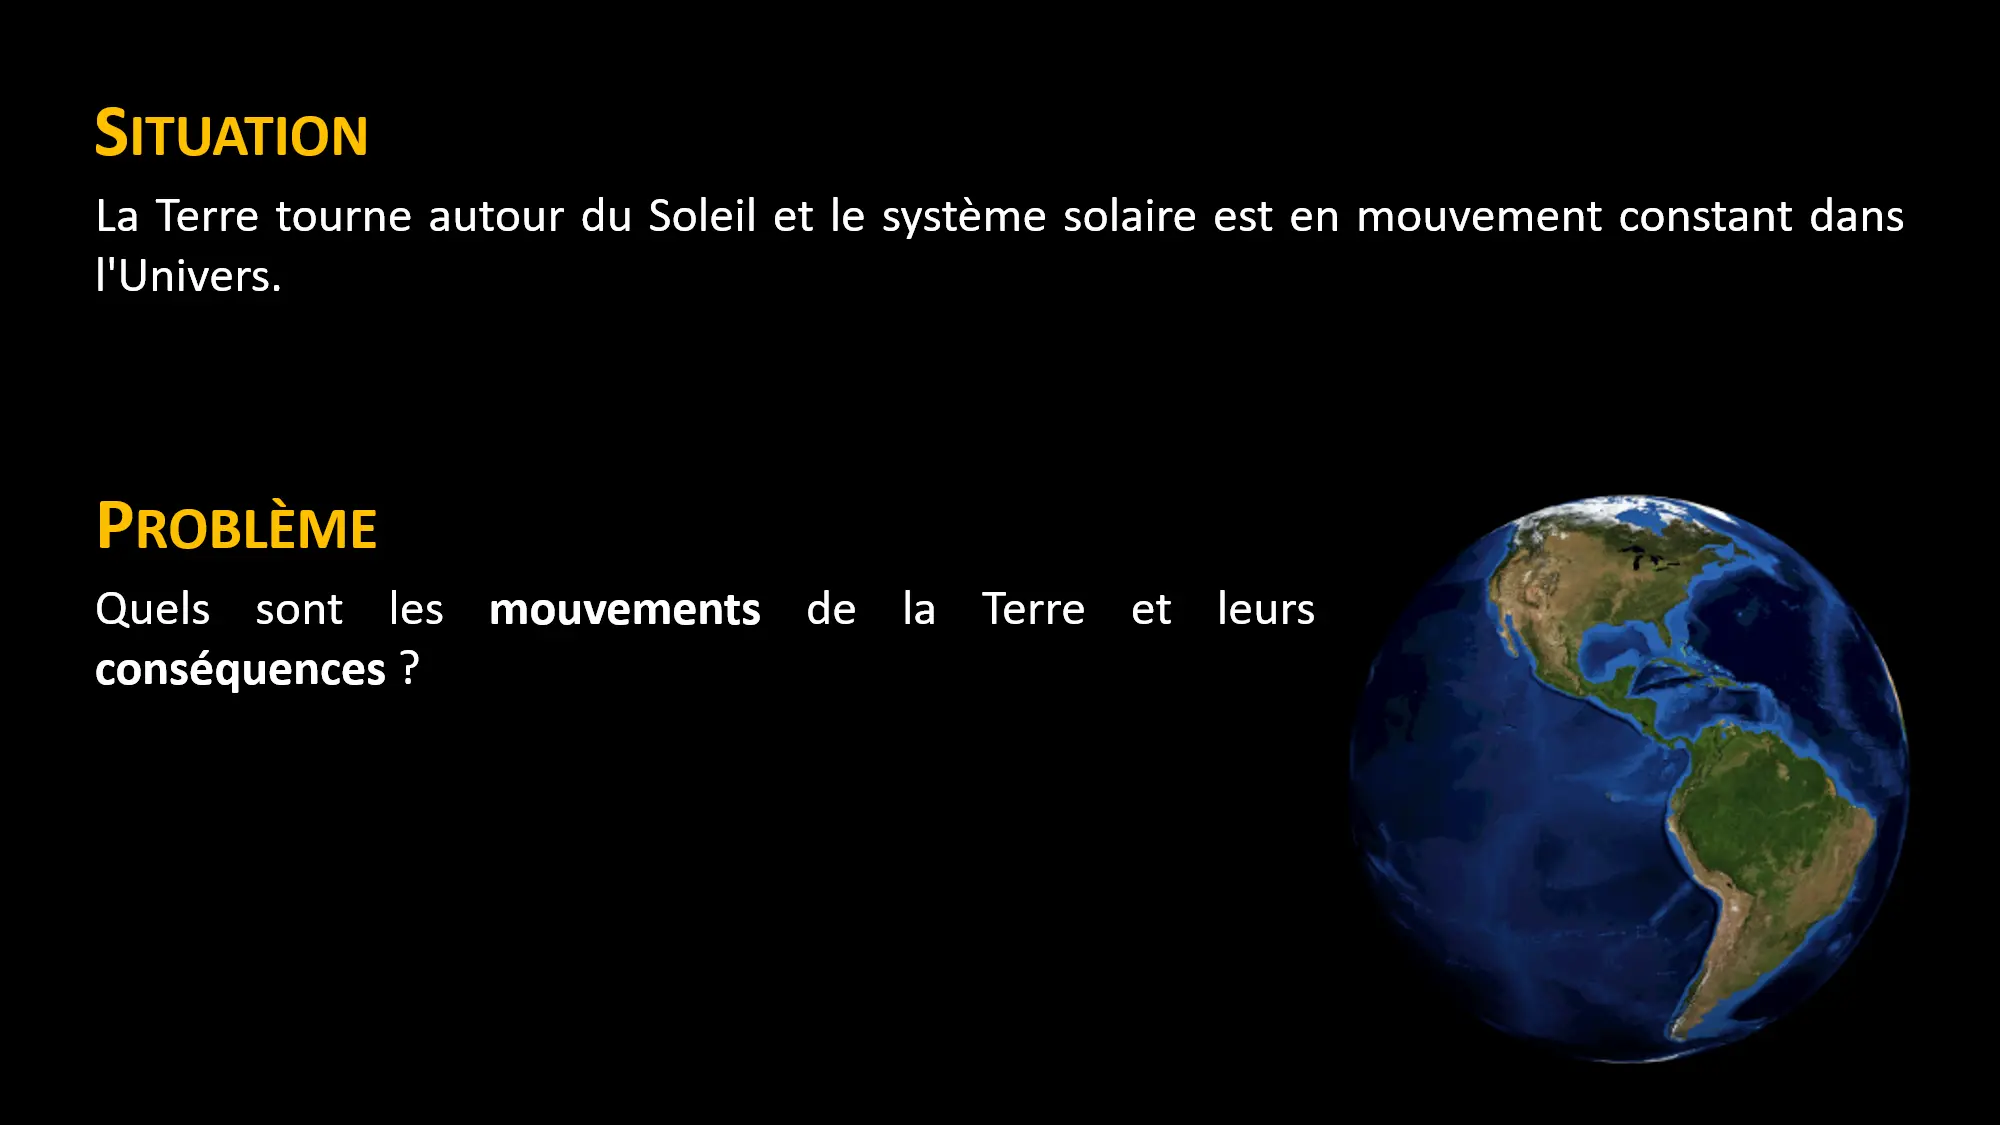 SITUATION
La Terre tourne autour du Soleil et le système solaire est en mouvement constant dans
l'Univers.
PROBLÈME
Quels sont les mouvements de la Terre et leurs
conséquences ?